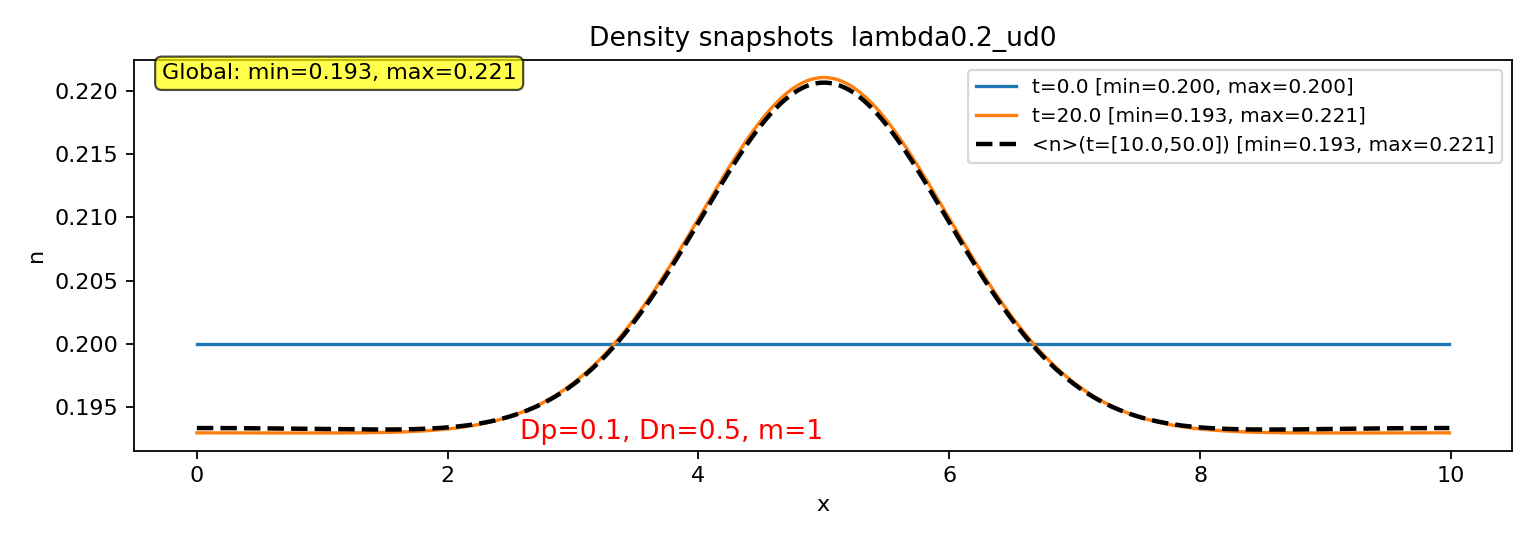 Density snapshots  lambda0.2_ud0
Global: min=0.193, max=0.221
t=0.0 [min=0.200, max=0.200]
t=20.0 [min=0.193, max=0.221]
<n>(t=[10.0,50.0]) [min=0.193, max=0.221]
0.220
0.215
0.210
0.205
0.200
0.195
n
Dp=0.1, Dn=0.5, m=1
0 2 4 6 8 10
x